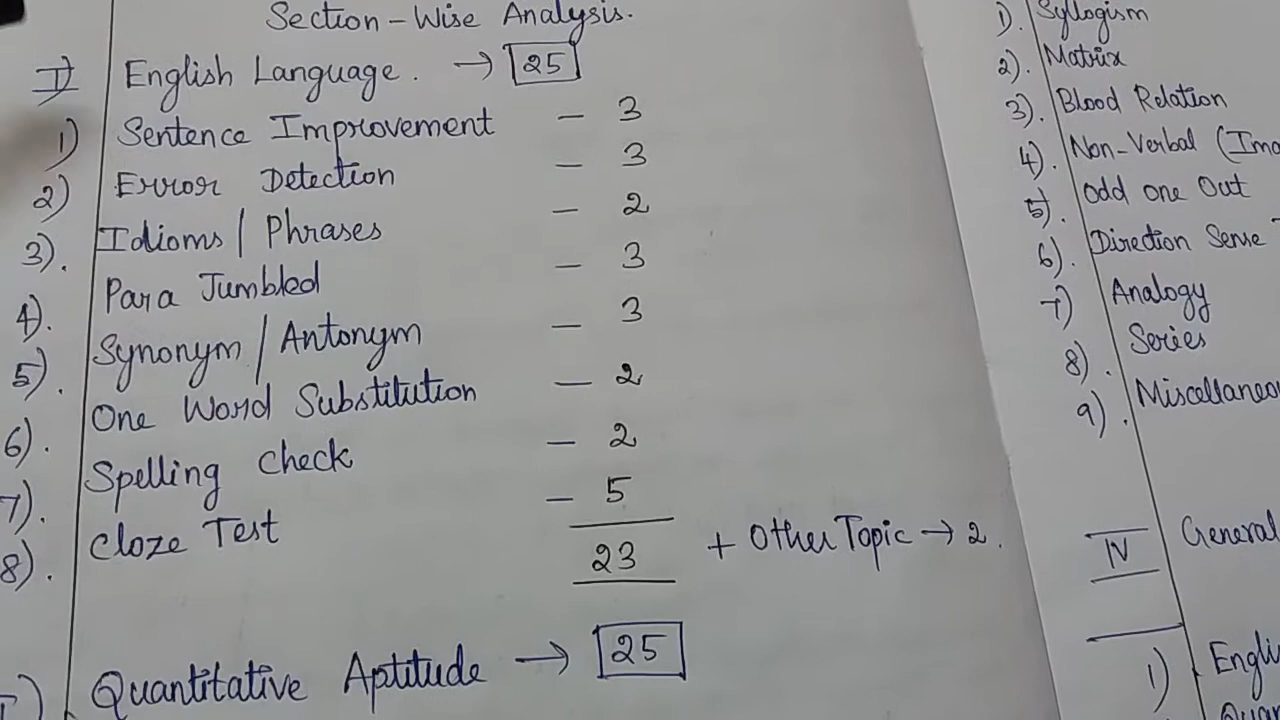 Section-Wise Analysis.
I English Language. → 25
1) Sentence Improvement - 3
2) Error Detection - 3
3). Idioms/Phrases - 2
4). Para Jumbled - 3
5). Synonym/Antonym - 3
6). One Word Substitution - 2
7). Spelling Check - 2
8). Cloze Test - 5
23 + Other Topic → 2.
Quantitative Aptitude → 25
1). Syllogism
2). Matrix
3). Blood Relation
4). Non-Verbal
5). Odd one Out
6). Direction Sense
7) Analogy
8). Series
9).
IV General
1)